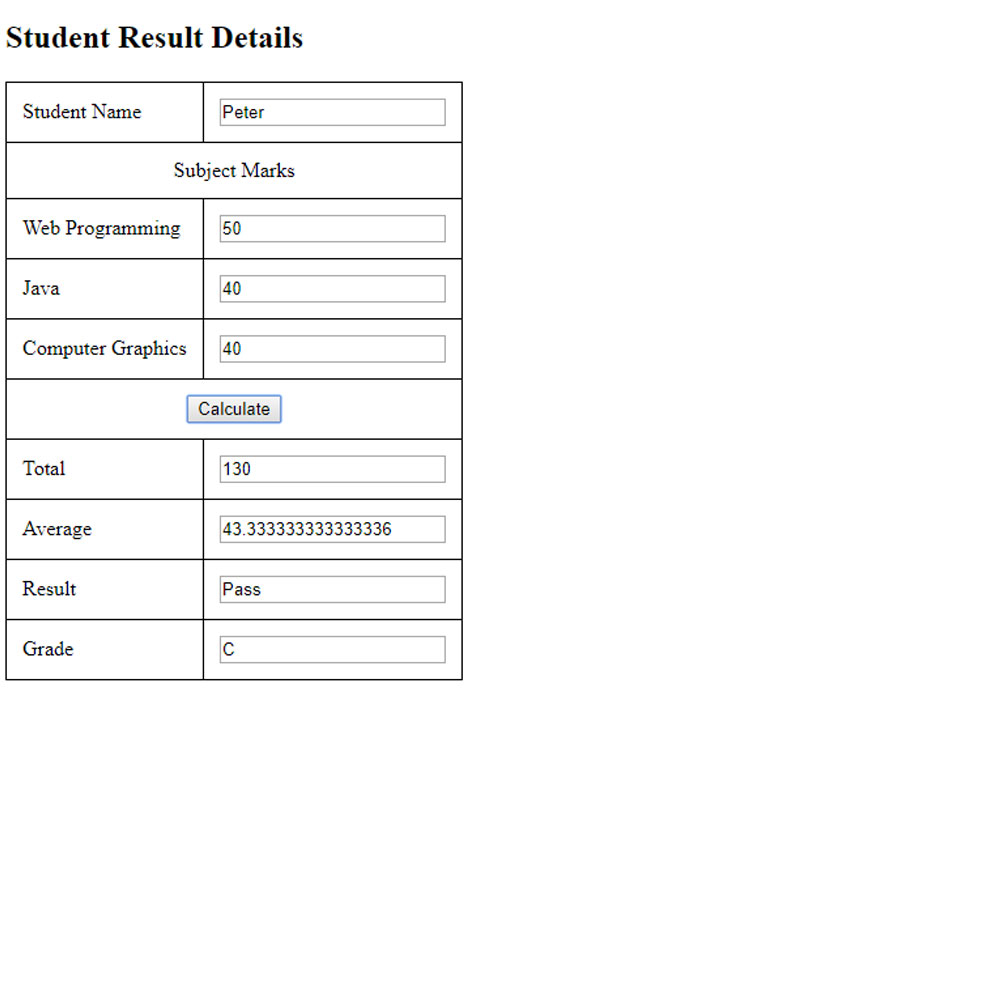 Student Result Details
Student Name Peter
Subject Marks
Web Programming 50
Java 40
Computer Graphics 40
Calculate
Total 130
Average 43.333333333333336
Result Pass
Grade C